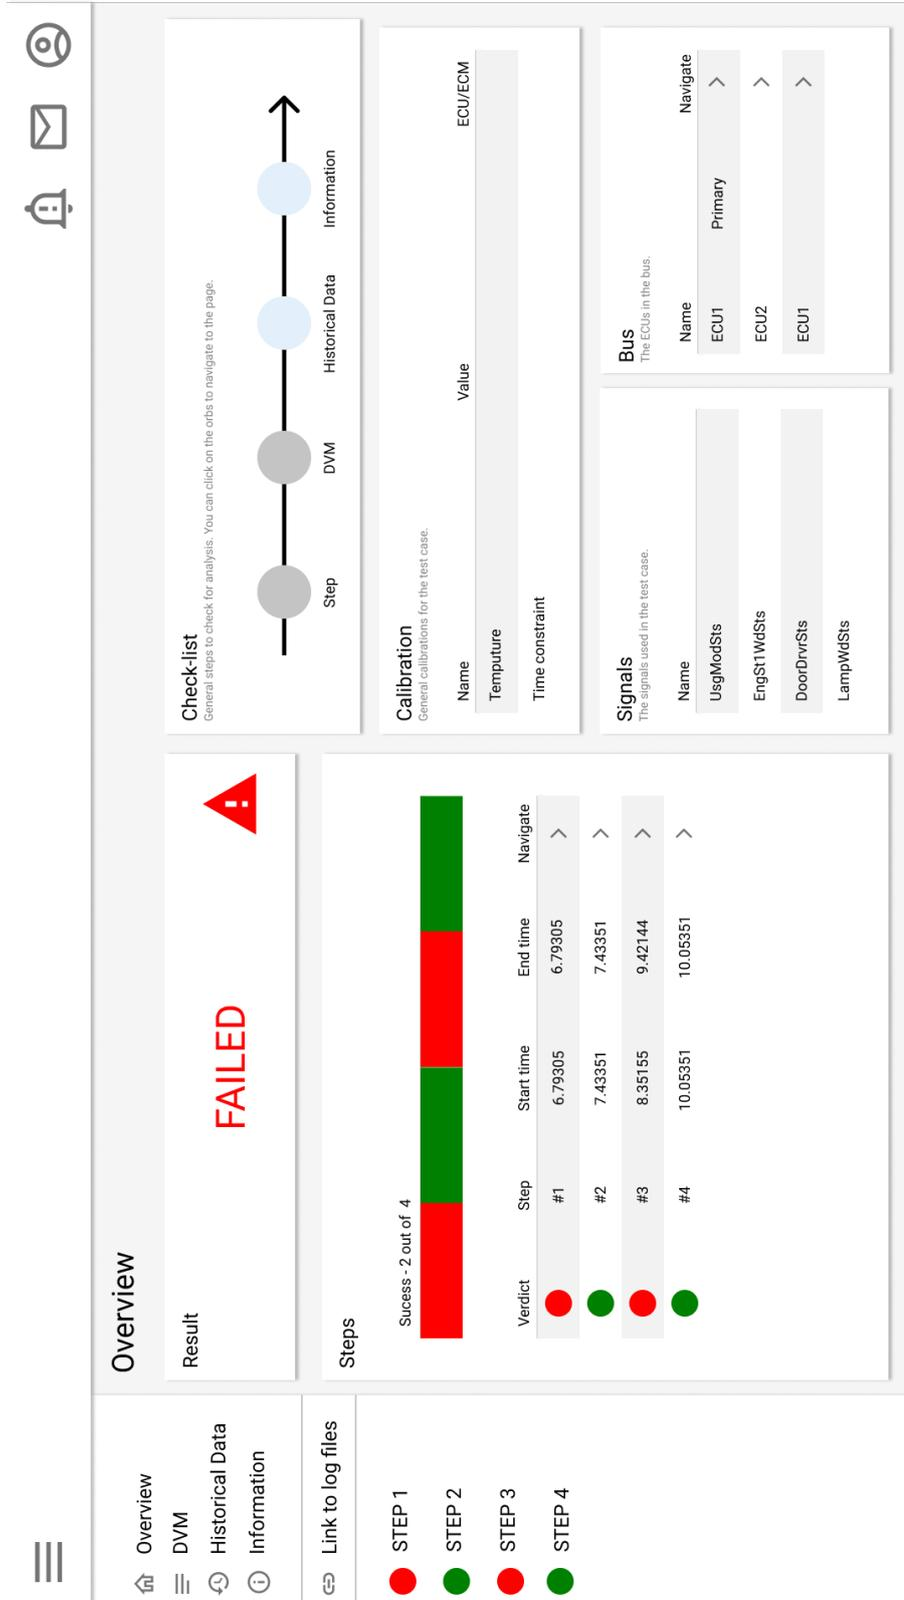 Overview
DVM
Historical Data
Information
Link to log files
STEP 1
STEP 2
STEP 3
STEP 4
Overview
Result
FAILED
Steps
Sucess - 2 out of 4
Verdict Step Start time End time Navigate
#1 6.79305 6.79305
#2 7.43351 7.43351
#3 8.35155 9.42144
#4 10.05351 10.05351
Check-list
General steps to check for analysis. You can click on the orbs to navigate to the page.
Step DVM Historical Data Information
Calibration
General calibrations for the test case.
Name Value ECU/ECM
Temputure
Time constraint
Signals
The signals used in the test case.
Name
UsgModSts
EngSt1WdSts
DoorDrvrSts
LampWdSts
Bus
The ECUs in the bus.
Name Navigate
ECU1 Primary
ECU2
ECU1